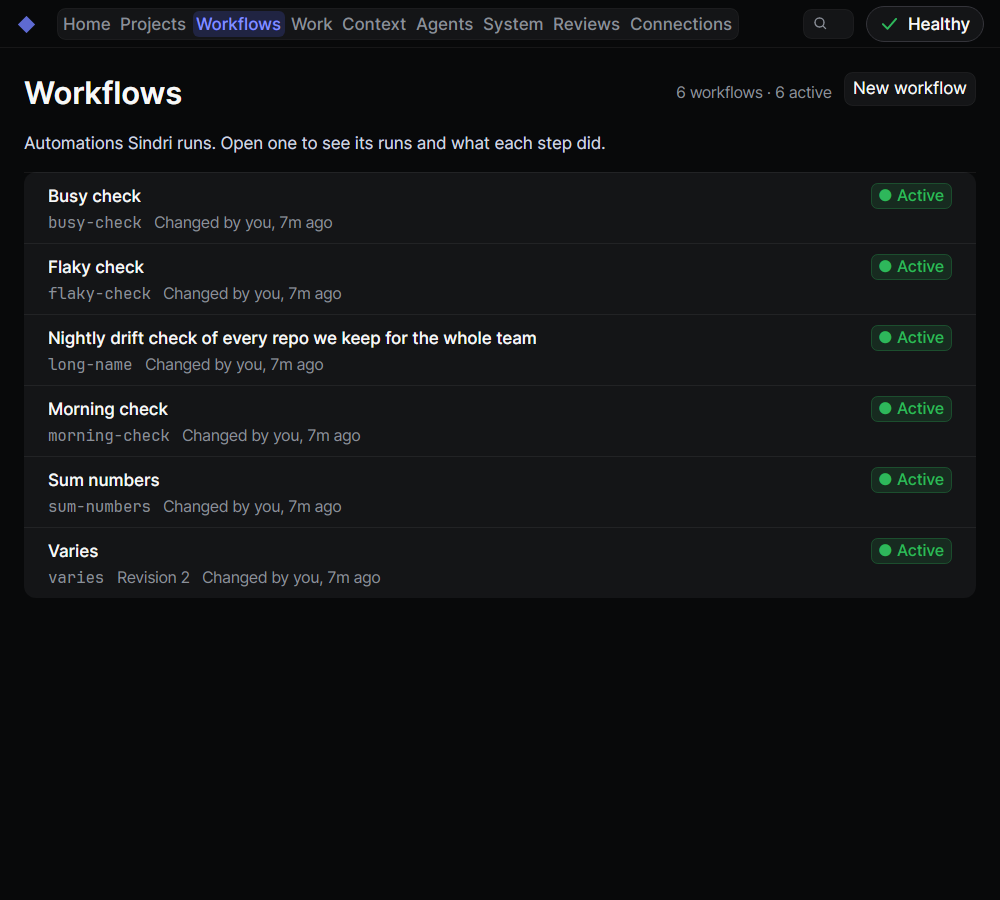 Home Projects Workflows Work Context Agents System Reviews Connections Healthy
Workflows
6 workflows · 6 active New workflow
Automations Sindri runs. Open one to see its runs and what each step did.
Busy check Active
busy-check Changed by you, 7m ago
Flaky check Active
flaky-check Changed by you, 7m ago
Nightly drift check of every repo we keep for the whole team Active
long-name Changed by you, 7m ago
Morning check Active
morning-check Changed by you, 7m ago
Sum numbers Active
sum-numbers Changed by you, 7m ago
Varies Active
varies Revision 2 Changed by you, 7m ago